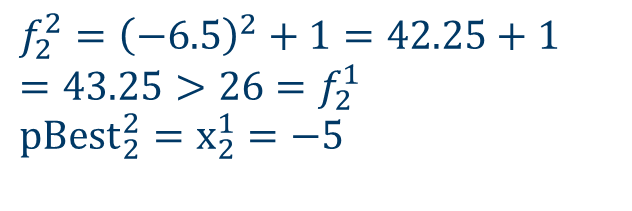 f₂² = (−6.5)² + 1 = 42.25 + 1
= 43.25 > 26 = f₂¹
pBest₂² = x₂¹ = −5